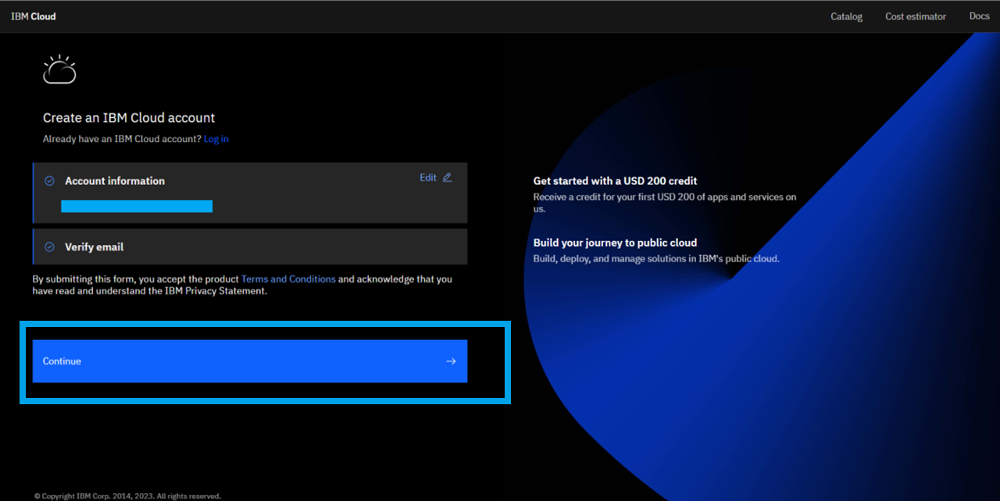 IBM Cloud
Catalog
Cost estimator
Docs
Create an IBM Cloud account
Already have an IBM Cloud account? Log in
Account information
Edit
Verify email
By submitting this form, you accept the product Terms and Conditions and acknowledge that you
have read and understand the IBM Privacy Statement.
Continue
Get started with a USD 200 credit
Receive a credit for your first USD 200 of apps and services on
us.
Build your journey to public cloud
Build, deploy, and manage solutions in IBM's public cloud.
© Copyright IBM Corp. 2014, 2023. All rights reserved.